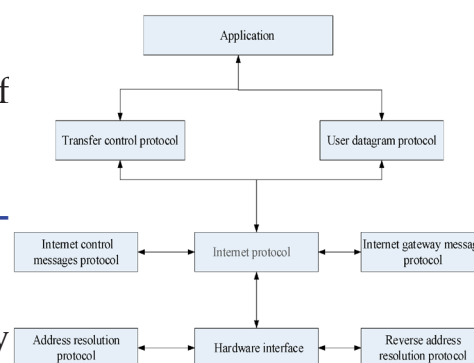 Application
f
Transfer control protocol
User datagram protocol
Internet control
messages protocol
Internet protocol
Internet gateway messag
protocol
y
Address resolution
protocol
Hardware interface
Reverse address
resolution protocol